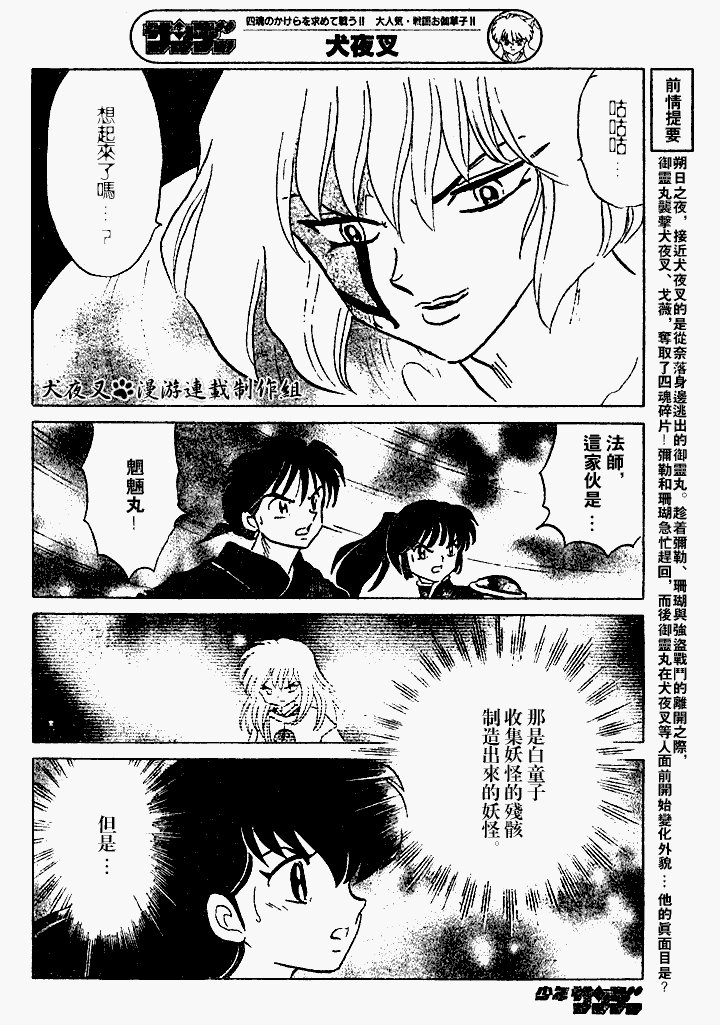 四魂のかけらを求めて戦う!! 大人気・戦国お伽草子!!
犬夜叉
前情提要
朔日之夜，接近犬夜叉的是從奈落身邊逃出的御靈丸。趁着彌勒、珊瑚與強盜戰鬥的離開之際，
御靈丸襲擊犬夜叉、戈薇，奪取了四魂碎片！彌勒和珊瑚急忙趕回，而後御靈丸在犬夜叉等人面前開始變化外貌…他的眞面目是？
咕咕咕…
想起來了嗎…？
犬夜叉漫游連載制作組
法師，
這家伙是…
魍魎丸！
那是白童子
收集妖怪的殘骸
制造出來的妖怪。
但是…
少年サンデー